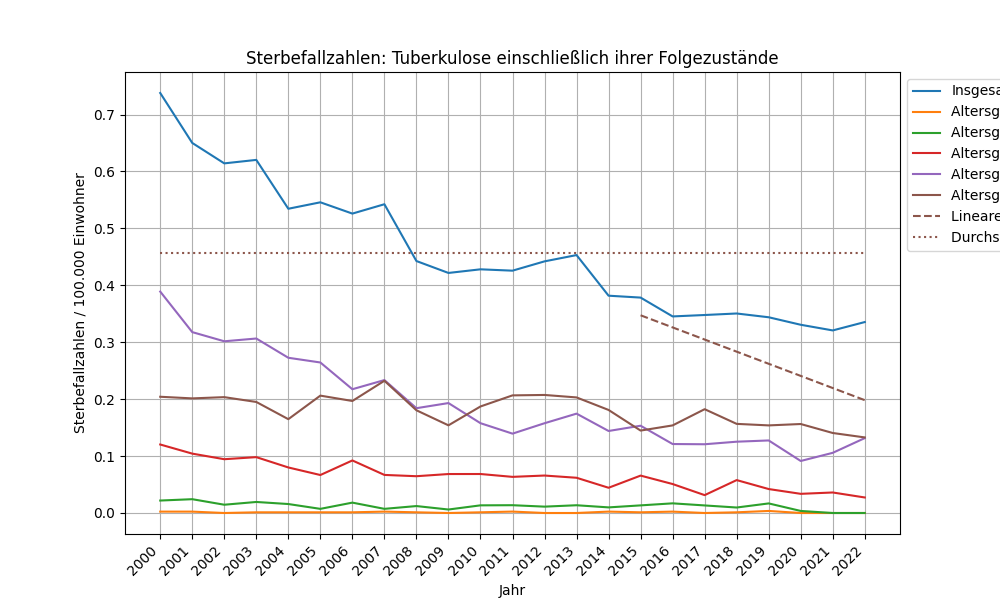 Sterbefallzahlen: Tuberkulose einschließlich ihrer Folgezustände
Sterbefallzahlen / 100.000 Einwohner
0.7
0.6
0.5
0.4
0.3
0.2
0.1
0.0
2000 2001 2002 2003 2004 2005 2006 2007 2008 2009 2010 2011 2012 2013 2014 2015 2016 2017 2018 2019 2020 2021 2022
Jahr
Insgesa
Altersg
Altersg
Altersg
Altersg
Altersg
Lineare
Durchs